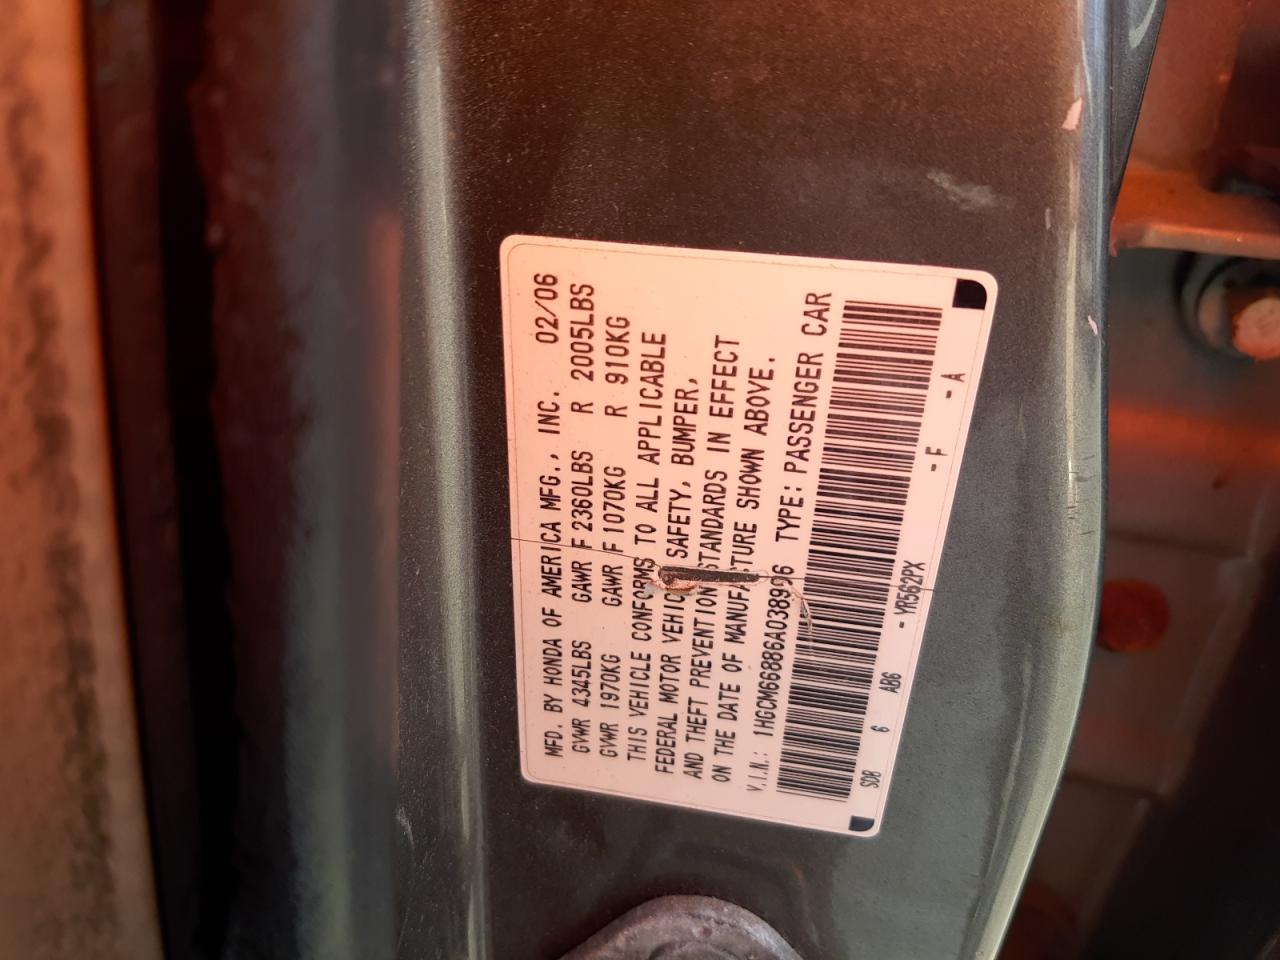 MFD. BY HONDA OF AMERICA MFG., INC. 02/06
GVWR 4345LBS GAWR F 2360LBS R 2005LBS
GVWR 1970KG GAWR F 1070KG R 910KG
THIS VEHICLE CONFORMS TO ALL APPLICABLE
FEDERAL MOTOR VEHICLE SAFETY, BUMPER,
AND THEFT PREVENTION STANDARDS IN EFFECT
ON THE DATE OF MANUFACTURE SHOWN ABOVE.
V.I.N.: 1HGCM66886A038906 TYPE: PASSENGER CAR
SDB 6 AB6 - YR562PX - F - A